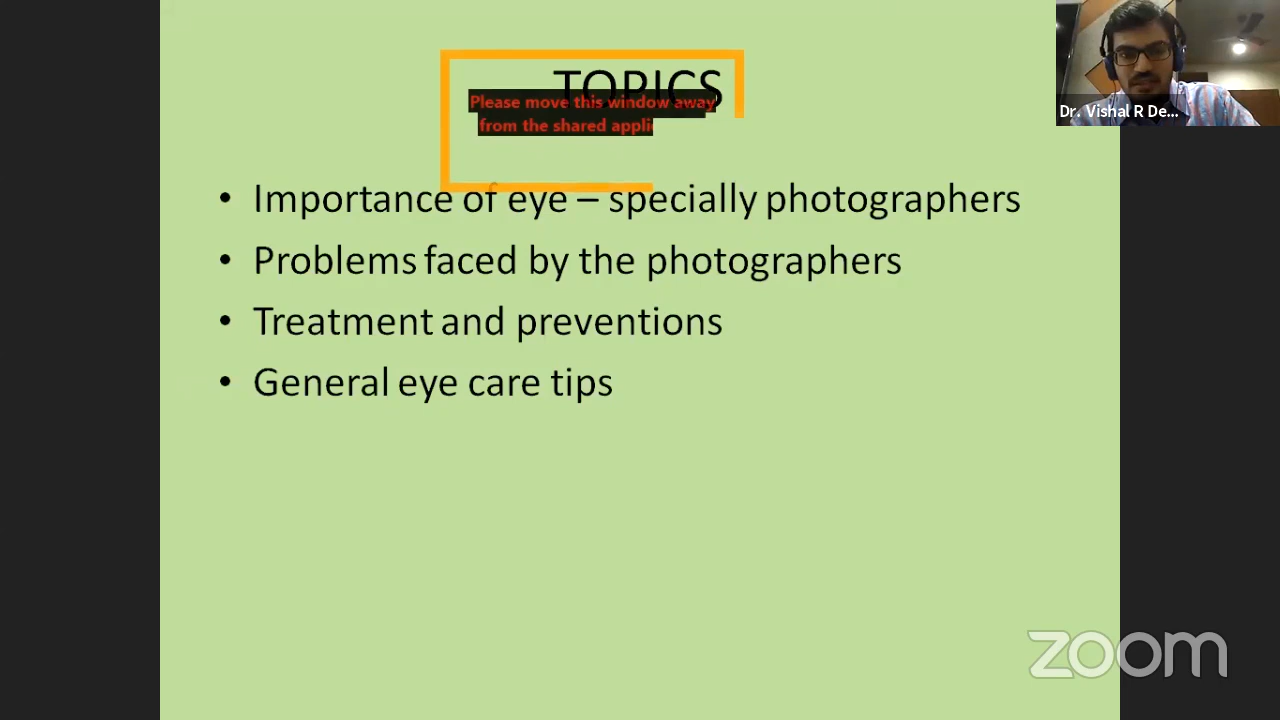 TOPICS
Please move this window away
from the shared appli
• Importance of eye – specially photographers
• Problems faced by the photographers
• Treatment and preventions
• General eye care tips
Dr. Vishal R De...
zoom